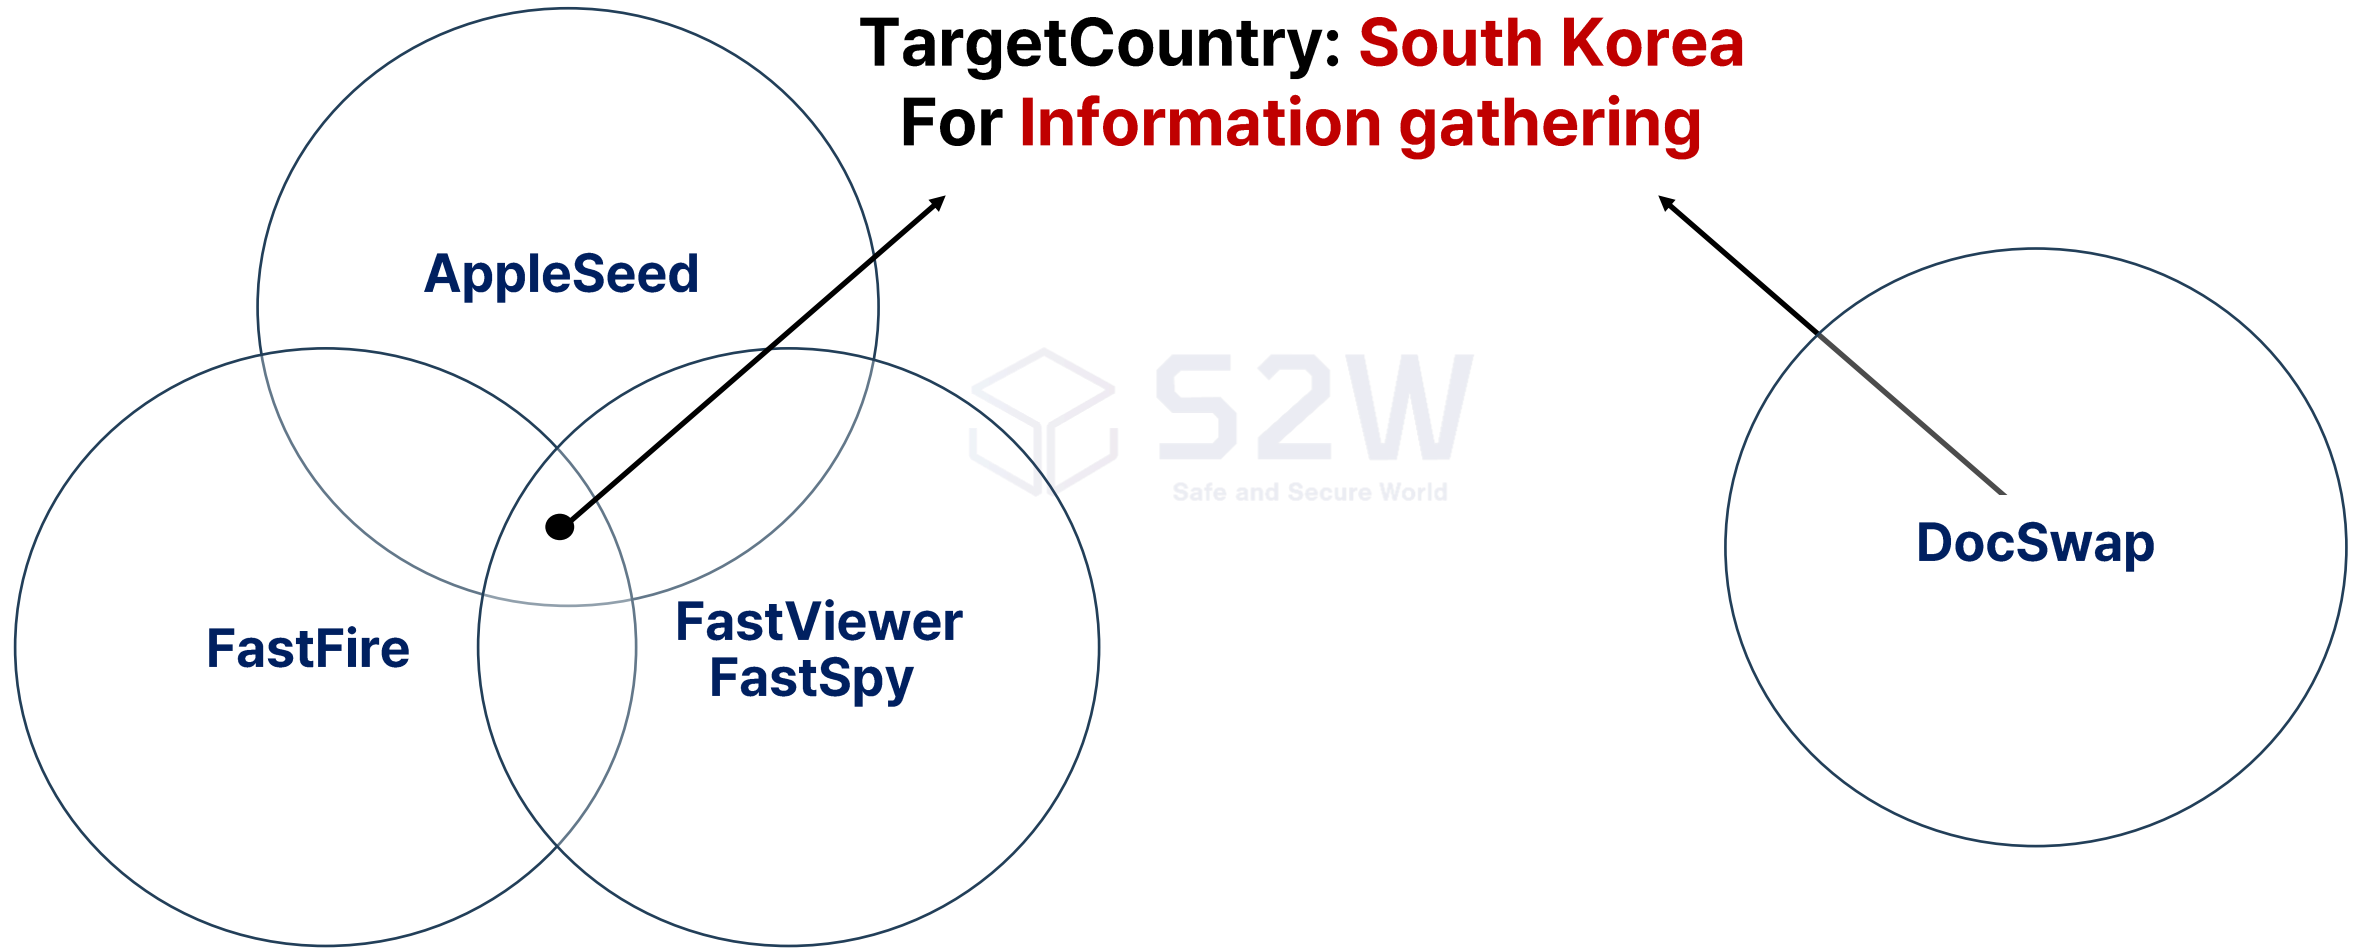 TargetCountry: South Korea
For Information gathering
AppleSeed
S2W
Safe and Secure World
DocSwap
FastViewer
FastFire
FastSpy